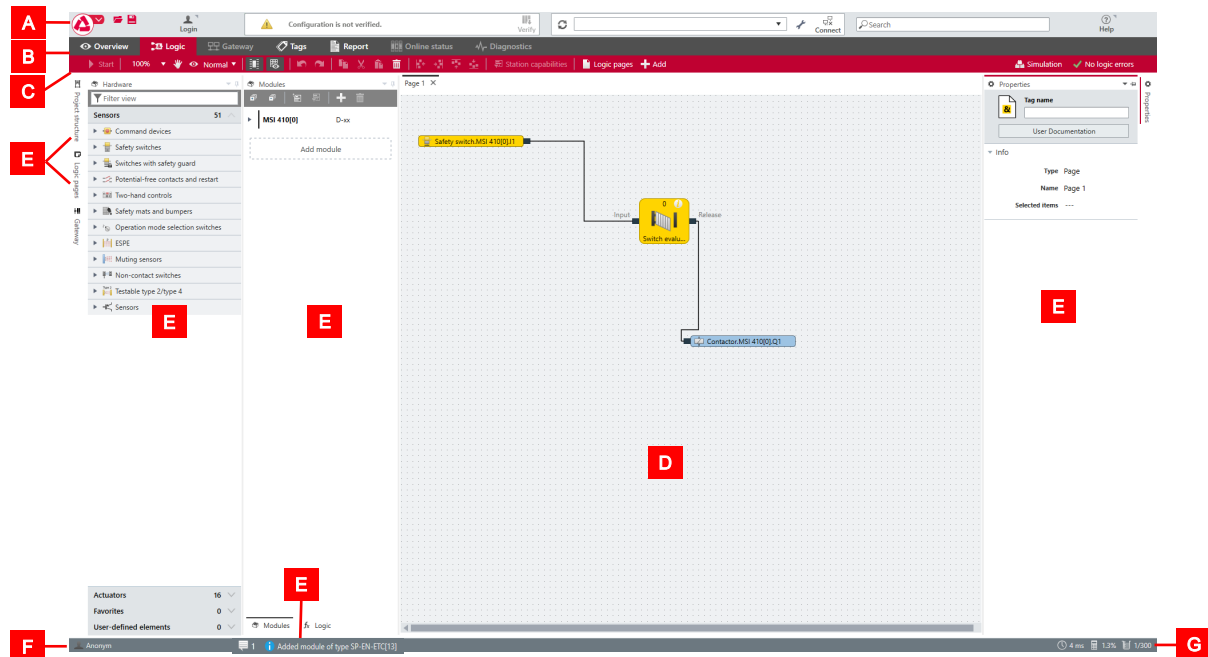 A
Login
Configuration is not verified.
Verify
Connect
Search
Help
B
Overview Logic Gateway Tags Report Online status Diagnostics
C
Start 100% Normal Station capabilities Logic pages Add Simulation No logic errors
Project structure
Logic pages
Gateway
Hardware
Filter view
Sensors 51
Command devices
Safety switches
Switches with safety guard
Potential-free contacts and restart
Two-hand controls
Safety mats and bumpers
Operation mode selection switches
ESPE
Muting sensors
Non-contact switches
Testable type 2/type 4
Sensors
E
Actuators 16
Favorites 0
User-defined elements 0
Modules
MSI 410[0] D-xx
Add module
E
E
E
Modules Logic
Page 1
Safety switch.MSI 410[0].I1
0
Input
Release
Switch evalu...
Contactor.MSI 410[0].Q1
D
Properties
Tag name
User Documentation
Info
Type Page
Name Page 1
Selected items ---
E
Properties
F
Anonym
1 Added module of type SP-EN-ETC[13]
4 ms 1.3% 1/300
G